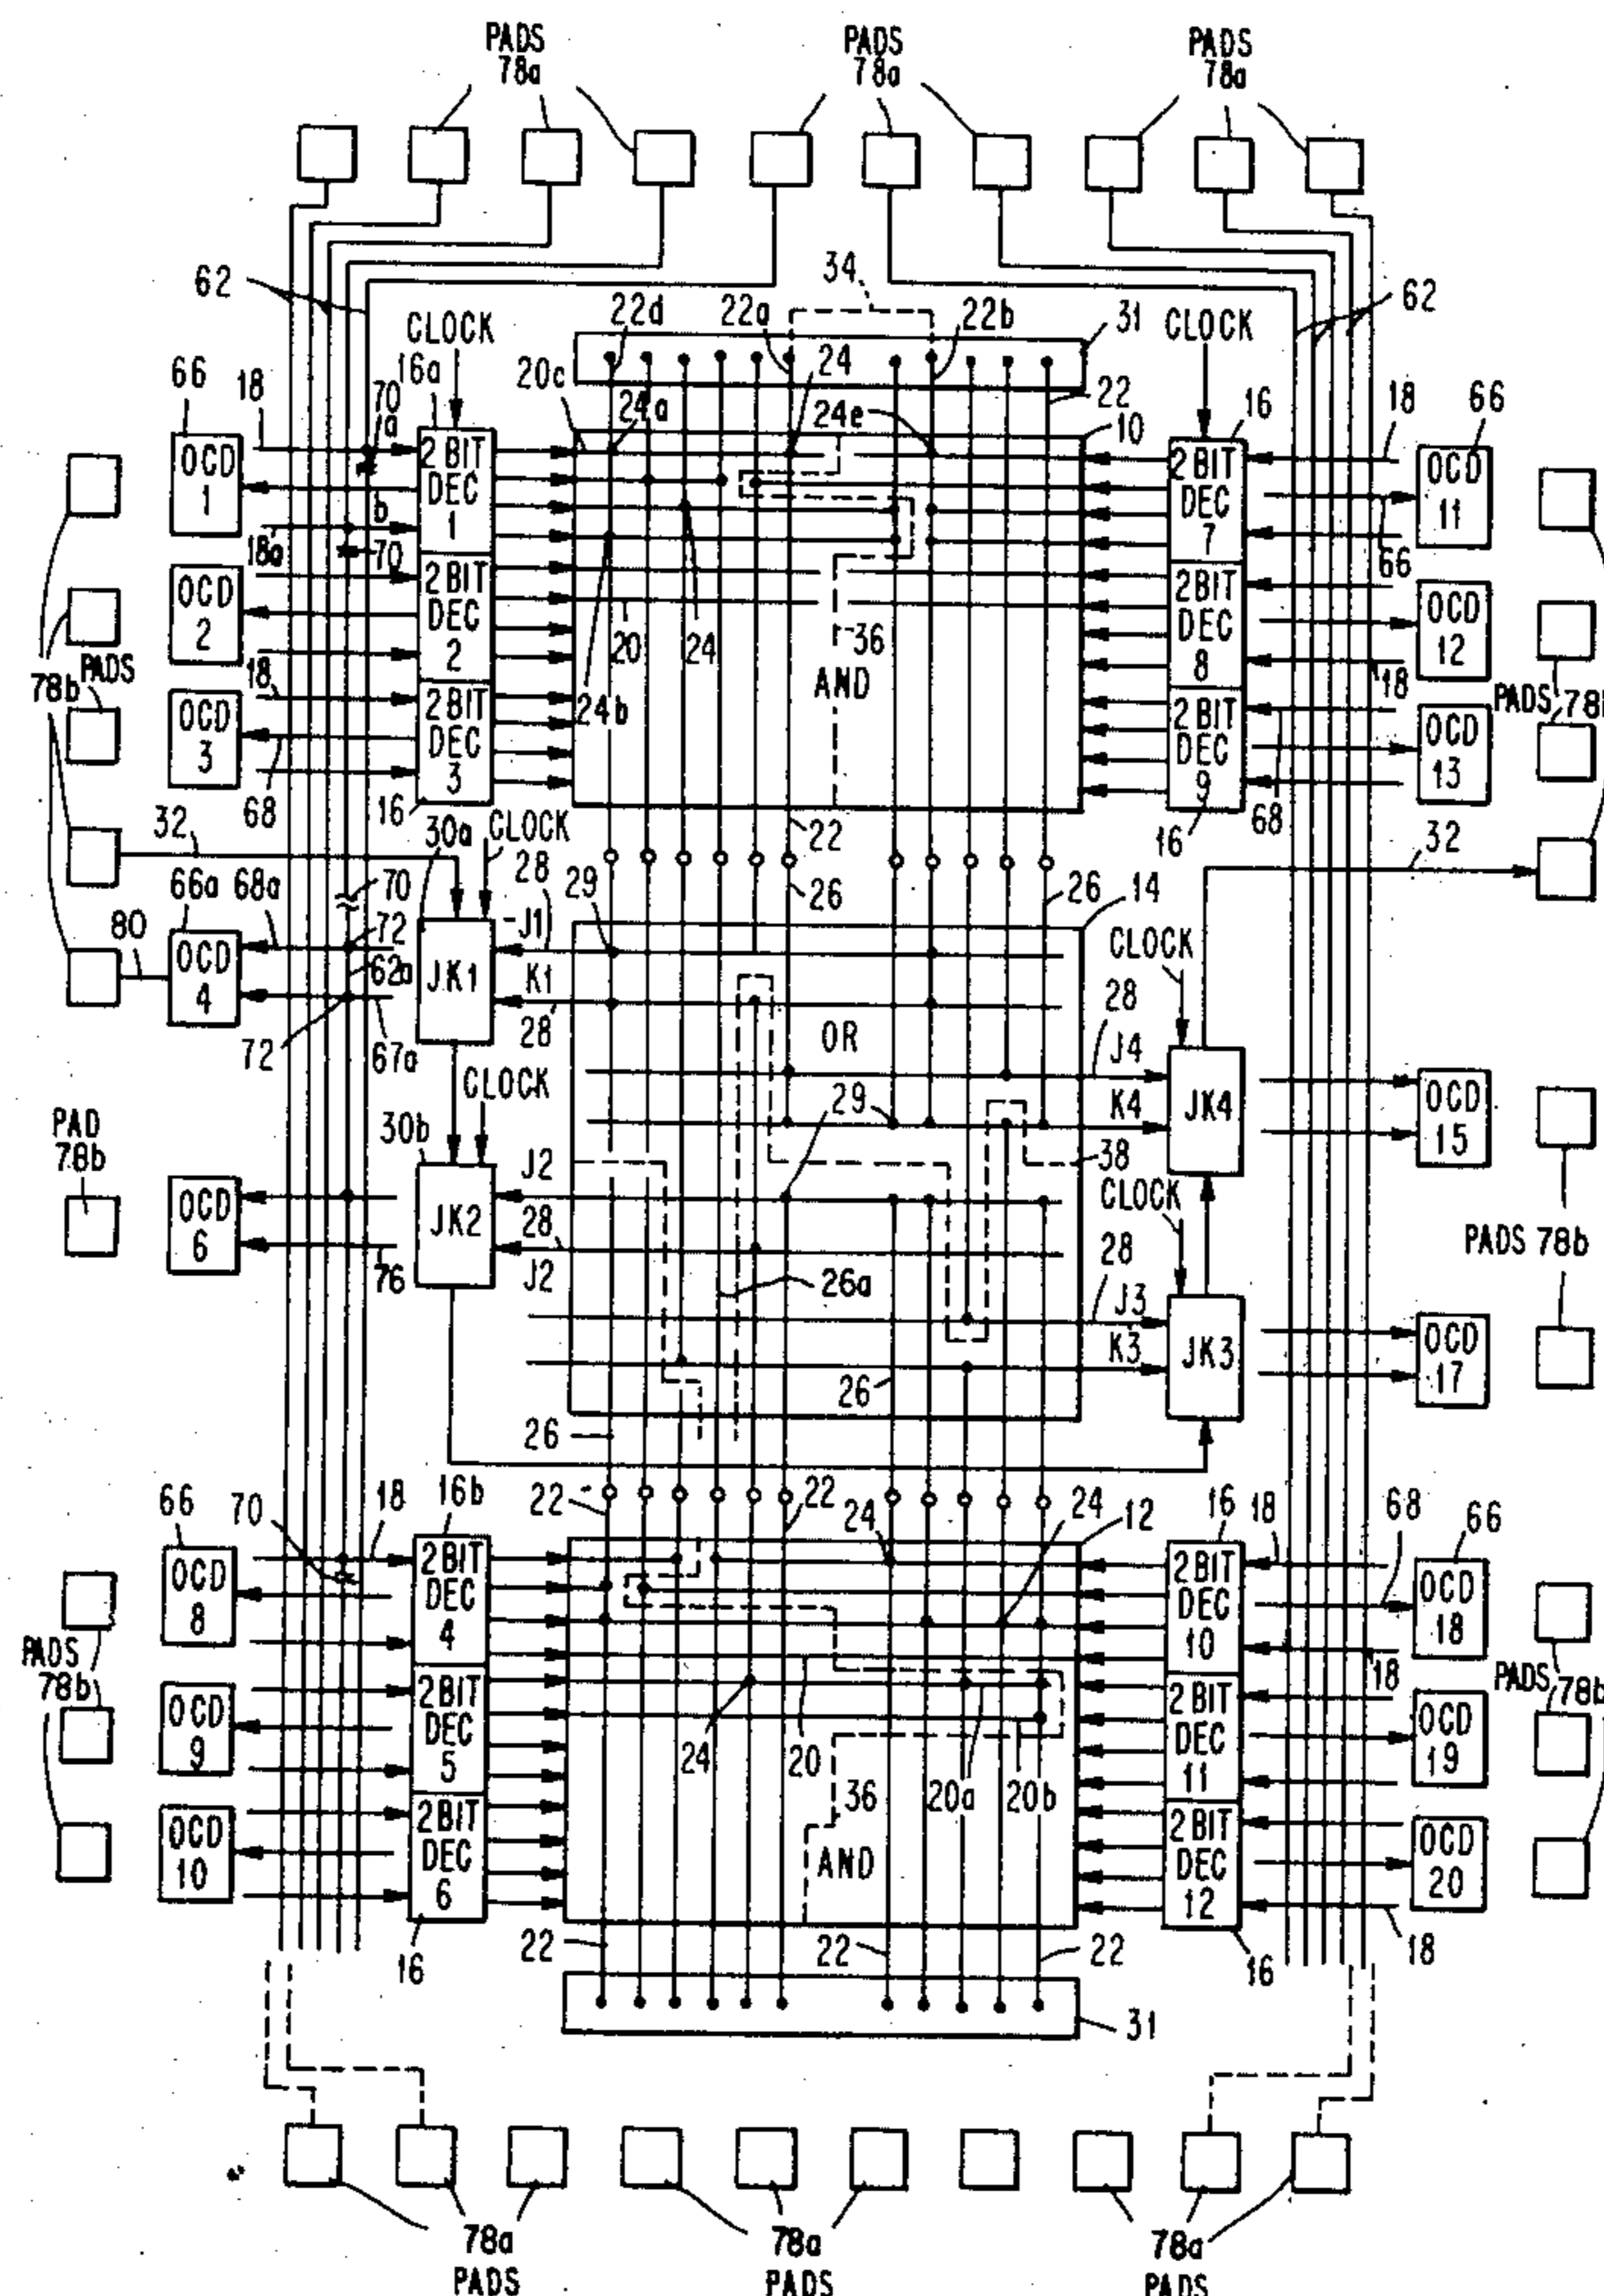 PADS
78a
PADS
78a
PADS
78a
62
34
62
22d
22a
22b
31
CLOCK
CLOCK
66
18
70
a
16a
20c
24
22
16
18
66
24a
24e
10
OCD
1
2 BIT
DEC
1
2 BIT
DEC
7
OCD
11
b
18a
70
66
OCD
2
2 BIT
DEC
2
20
24
36
AND
2 BIT
DEC
8
OCD
12
PADS
78b
18
18
PADS
78b
OCD
3
2 BIT
DEC
3
24b
2 BIT
DEC
9
OCD
13
68
16
30a
CLOCK
22
16
68
32
32
66a
68a
70
28
29
26
26
14
80
OCD
4
72
62a
JK1
J1
K1
CLOCK
72
67a
28
OR
28
J4
CLOCK
K4
JK4
OCD
15
PAD
78b
30b
29
38
J2
CLOCK
OCD
6
JK2
28
PADS 78b
76
J2
26a
28
J3
K3
JK3
OCD
17
26
26
66
70
18
16b
22
22
24
24
12
16
18
68
66
OCD
8
2 BIT
DEC
4
2 BIT
DEC
10
OCD
18
PADS
78b
18
PADS
78b
OCD
9
2 BIT
DEC
5
24
20
20a
20b
2 BIT
DEC
11
OCD
19
36
OCD
10
2 BIT
DEC
6
AND
2 BIT
DEC
12
OCD
20
16
22
22
22
16
18
31
78a
PADS
78a
PADS
78a
PADS